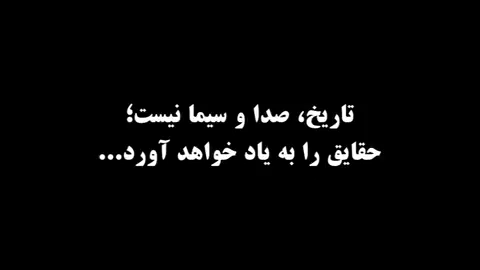 تاریخ، صدا و سیما نیست؛
حقایق را به یاد خواهد آورد...